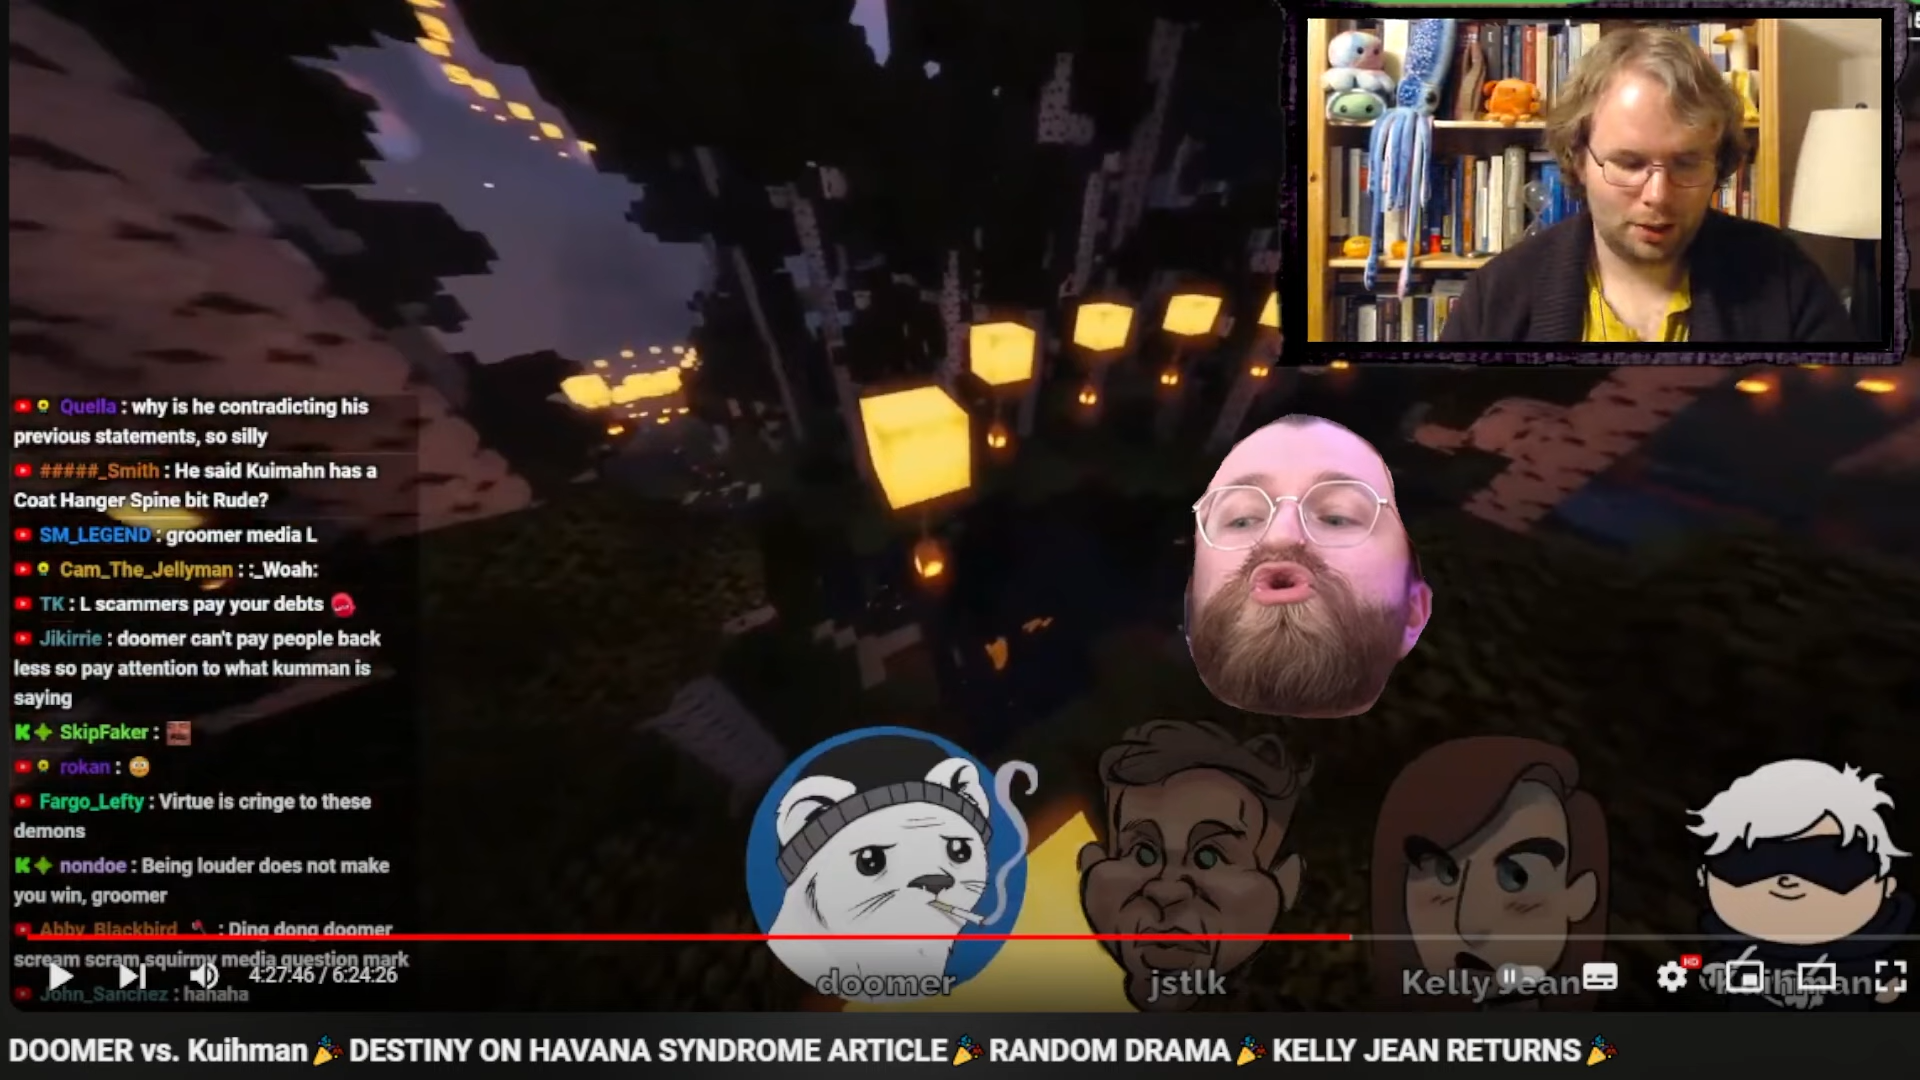 Quella : why is he contradicting his
previous statements, so silly
#####_Smith : He said Kuimahn has a
Coat Hanger Spine bit Rude?
SM_LEGEND : groomer media L
Cam_The_Jellyman : :_Woah:
TK : L scammers pay your debts
Jikirrie : doomer can't pay people back
less so pay attention to what kumman is
saying
K SkipFaker :
rokan :
Fargo_Lefty : Virtue is cringe to these
demons
K nondoe : Being louder does not make
you win, groomer
Abby_Blackbird : Ding dong doomer
scream scram squirmy media question mark
John_Sanchez : hahaha
4:27:46 / 6:24:26
doomer
jstlk
Kelly Jean
HD
Kuihman
DOOMER vs. Kuihman 🎉 DESTINY ON HAVANA SYNDROME ARTICLE 🎉 RANDOM DRAMA 🎉 KELLY JEAN RETURNS 🎉